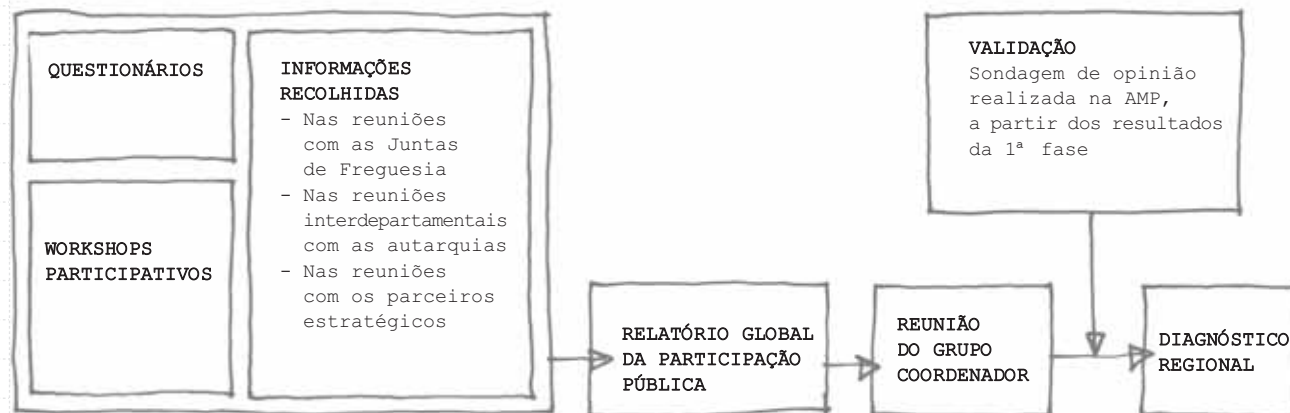 QUESTIONÁRIOS
WORKSHOPS
PARTICIPATIVOS
INFORMAÇÕES
RECOLHIDAS
- Nas reuniões
com as Juntas
de Freguesia
- Nas reuniões
interdepartamentais
com as autarquias
- Nas reuniões
com os parceiros
estratégicos
RELATÓRIO GLOBAL
DA PARTICIPAÇÃO
PÚBLICA
REUNIÃO
DO GRUPO
COORDENADOR
VALIDAÇÃO
Sondagem de opinião
realizada na AMP,
a partir dos resultados
da 1ª fase
DIAGNÓSTICO
REGIONAL